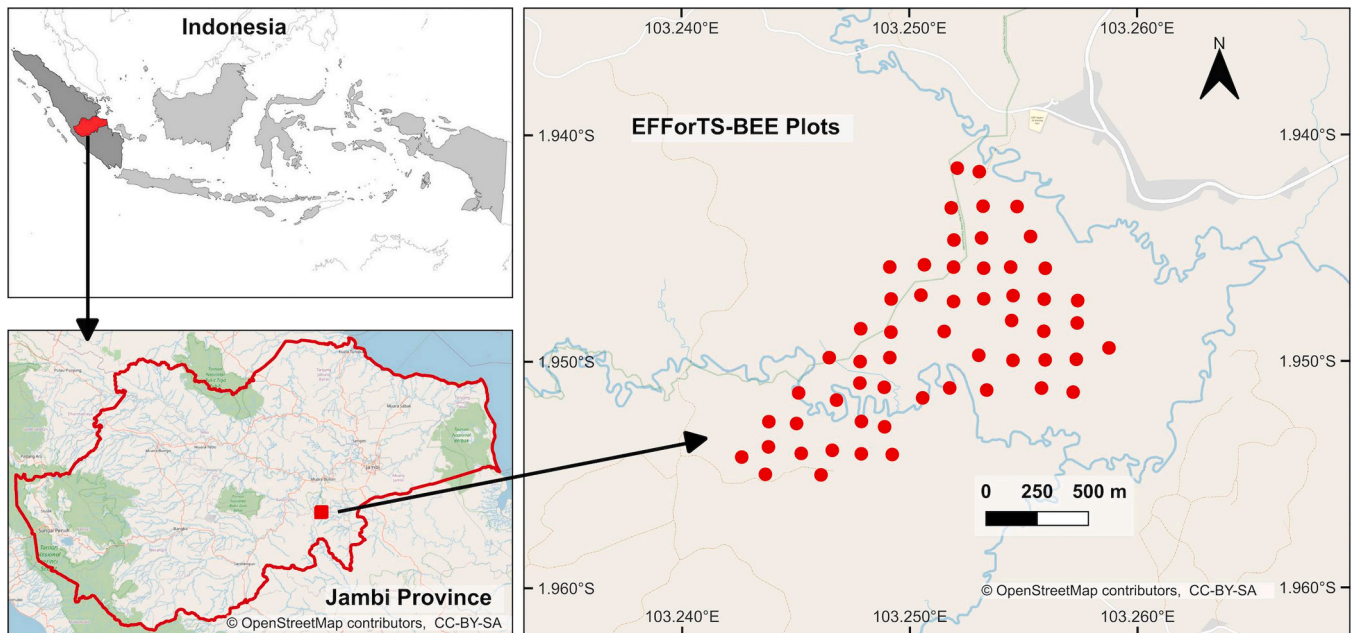 Indonesia
103.240°E 103.250°E 103.260°E
N
EFForTS-BEE Plots
1.940°S 1.940°S
1.950°S 1.950°S
0 250 500 m
1.960°S 1.960°S
© OpenStreetMap contributors, CC-BY-SA
103.240°E 103.250°E 103.260°E
Jambi
Jambi Province
© OpenStreetMap contributors, CC-BY-SA